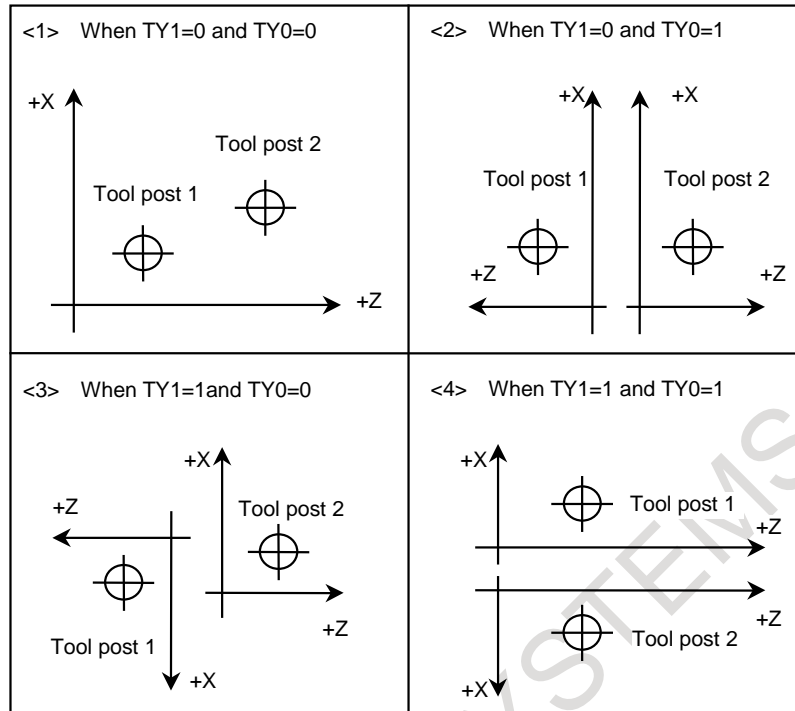 <1> When TY1=0 and TY0=0
+X
Tool post 2
Tool post 1
+Z
<2> When TY1=0 and TY0=1
+X
+X
Tool post 1
Tool post 2
+Z
+Z
<3> When TY1=1and TY0=0
+X
+Z
Tool post 2
Tool post 1
+Z
+X
<4> When TY1=1 and TY0=1
+X
Tool post 1
+Z
+Z
Tool post 2
+X
YSTEMS